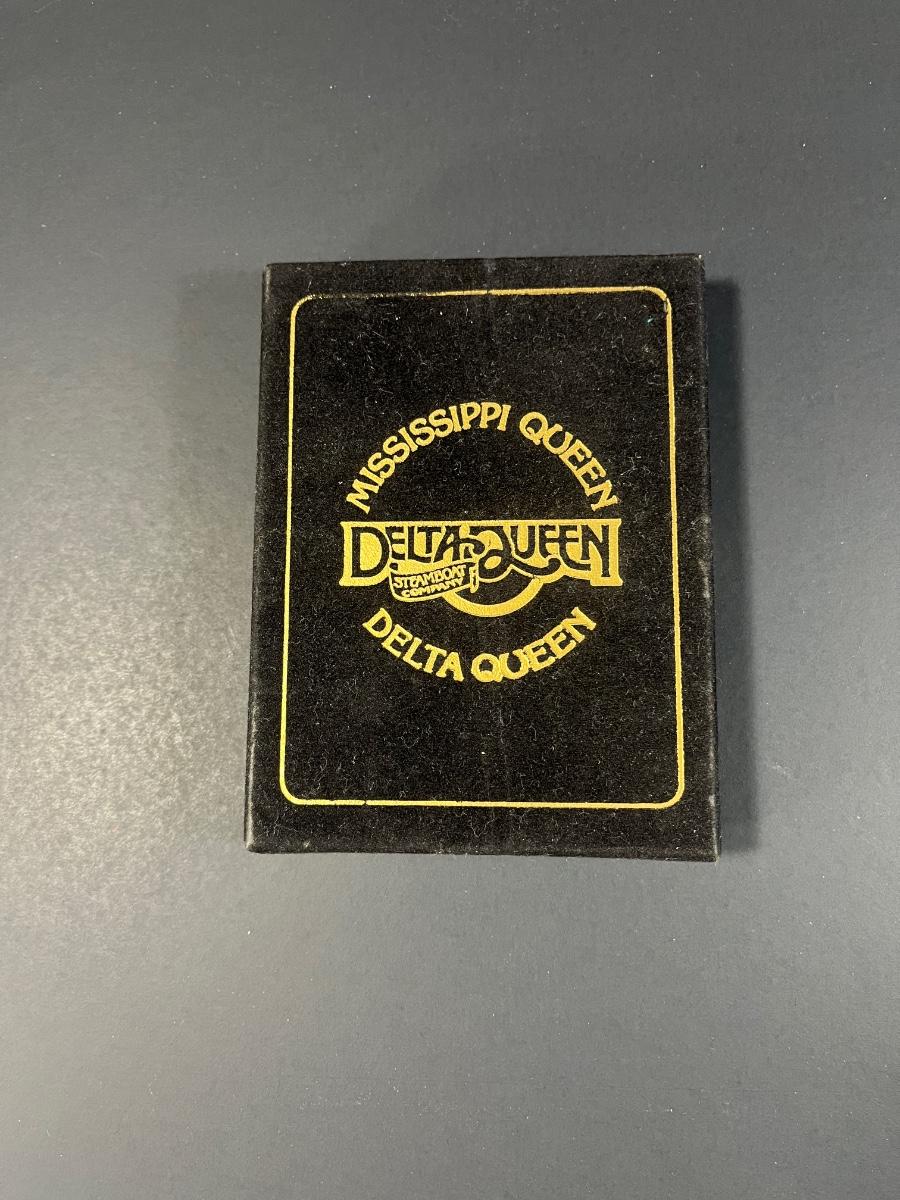 MISSISSIPPI QUEEN
DELTA QUEEN
STEAMBOAT
COMPANY
DELTA QUEEN